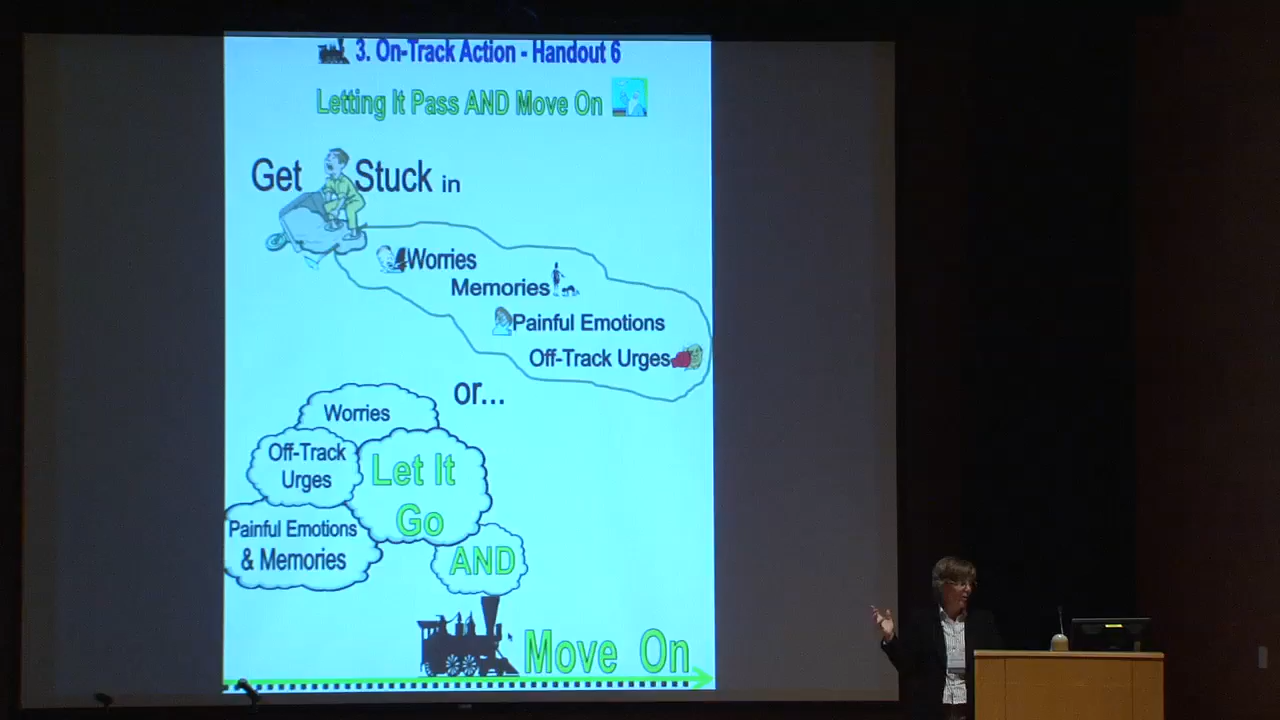 3. On-Track Action - Handout 6
Letting It Pass AND Move On
Get Stuck in
Worries
Memories
Painful Emotions
Off-Track Urges
or...
Worries
Off-Track
Urges
Let It
Go
Painful Emotions
& Memories
AND
Move On